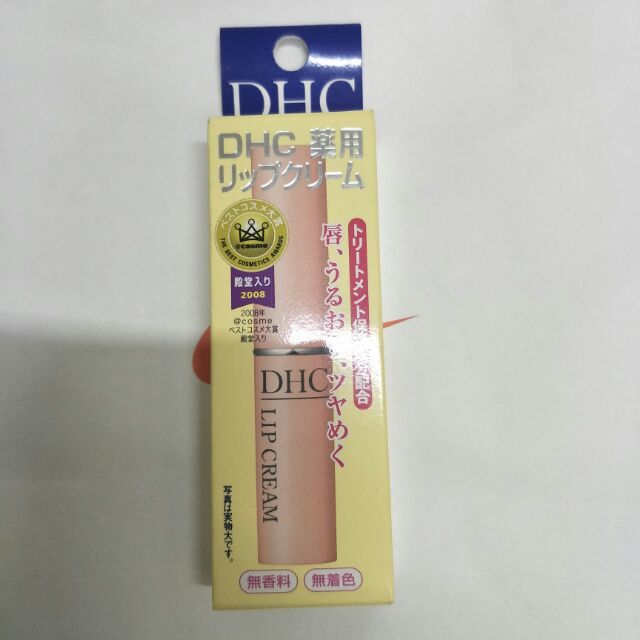 DHC
DHC 薬用
リップクリーム
ベストコスメ大賞
@cosme
THE BEST COSMETICS AWARDS
殿堂入り
2008
2008年
@cosme
ベストコスメ大賞
殿堂入り
トリートメント保
配合
唇、うるお
ツヤめく
DHC
LIP CREAM
写真は実物大です。
無香料
無着色